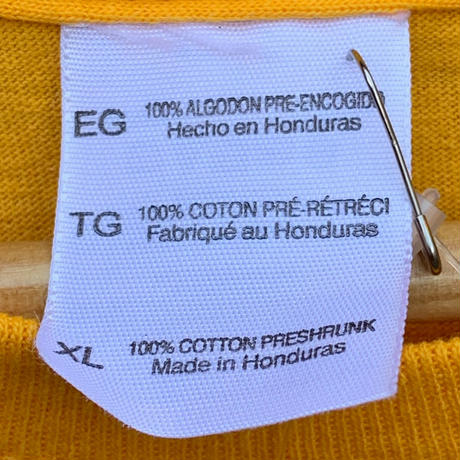 EG 100% ALGODON PRE-ENCOGIDO
Hecho en Honduras
TG 100% COTON PRÉ-RÉTRÉCI
Fabriqué au Honduras
XL 100% COTTON PRESHRUNK
Made in Honduras